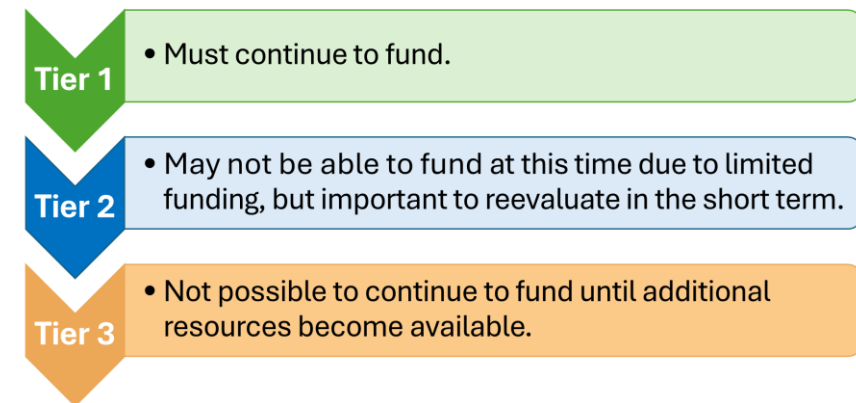 Tier 1
• Must continue to fund.
Tier 2
• May not be able to fund at this time due to limited
funding, but important to reevaluate in the short term.
Tier 3
• Not possible to continue to fund until additional
resources become available.